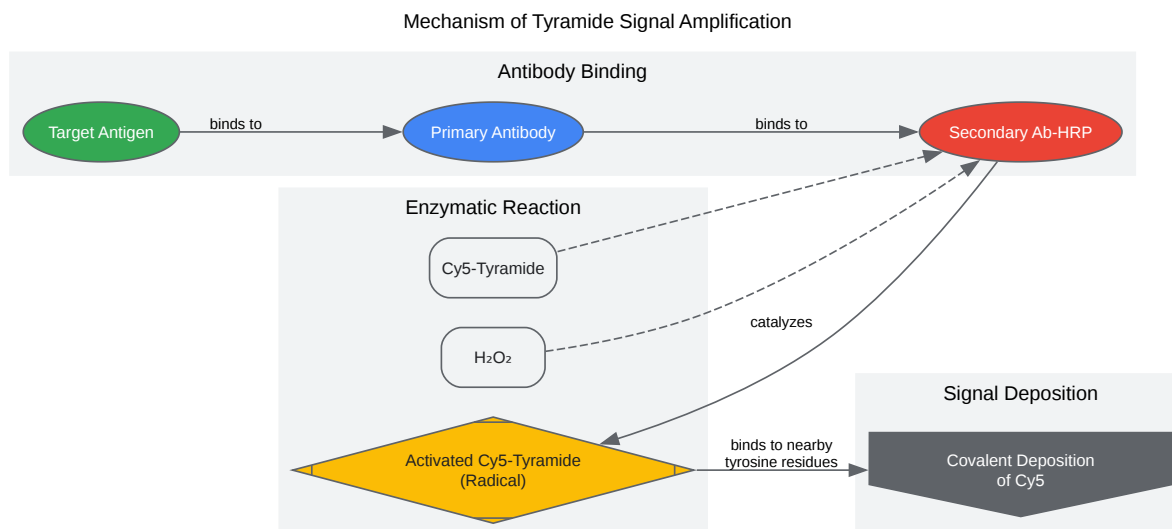 Mechanism of Tyramide Signal Amplification
Antibody Binding
Target Antigen
binds to
Primary Antibody
binds to
Secondary Ab-HRP
Enzymatic Reaction
Cy5-Tyramide
H₂O₂
catalyzes
Activated Cy5-Tyramide
(Radical)
binds to nearby
tyrosine residues
Signal Deposition
Covalent Deposition
of Cy5